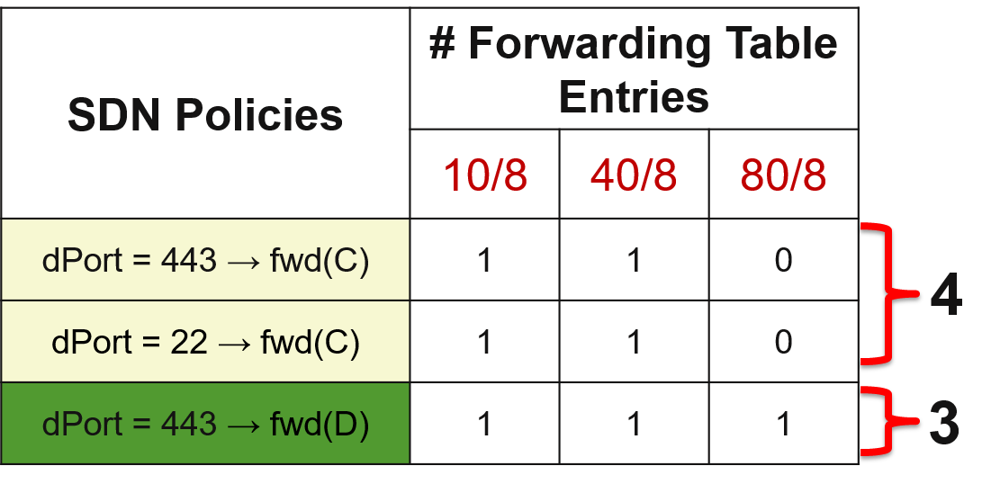 SDN Policies
# Forwarding Table
Entries
10/8 40/8 80/8
dPort = 443 → fwd(C) 1 1 0
dPort = 22 → fwd(C) 1 1 0
4
dPort = 443 → fwd(D) 1 1 1
3